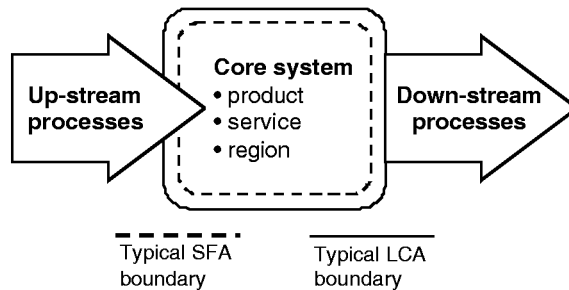 Up-stream
processes
Core system
• product
• service
• region
Down-stream
processes
Typical SFA
boundary
Typical LCA
boundary